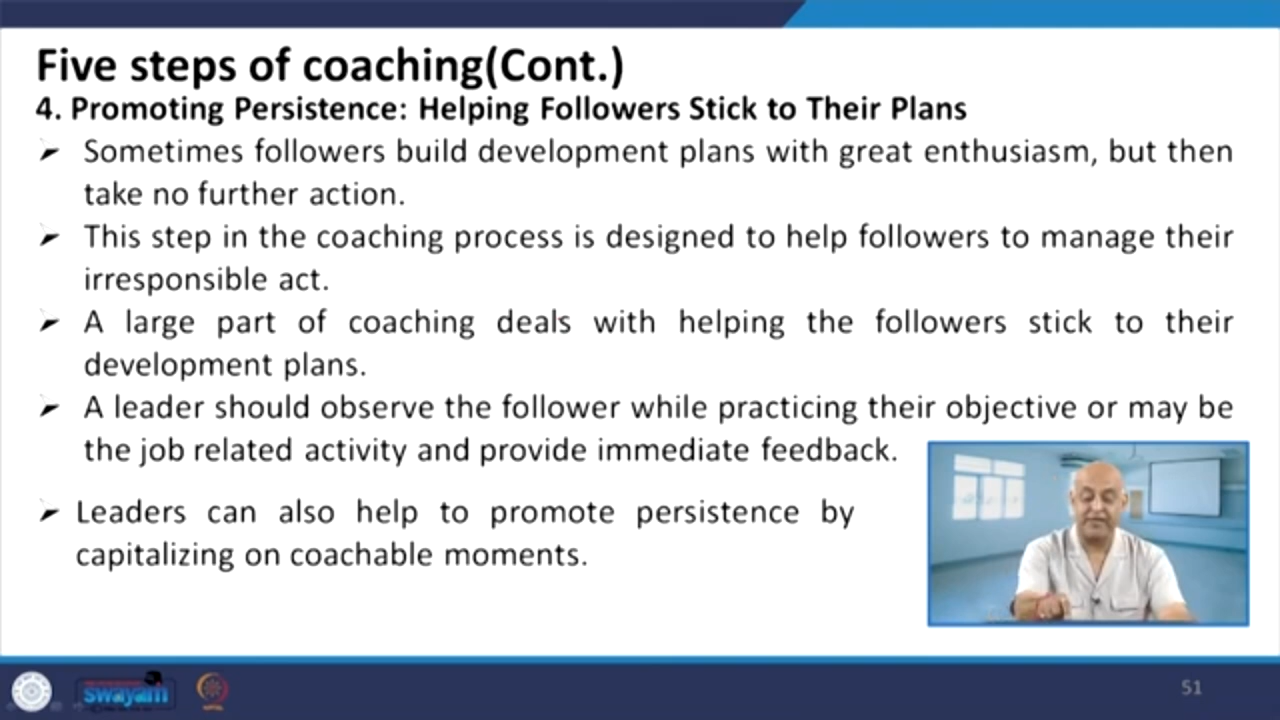 Five steps of coaching(Cont.)
4. Promoting Persistence: Helping Followers Stick to Their Plans
Sometimes followers build development plans with great enthusiasm, but then
take no further action.
This step in the coaching process is designed to help followers to manage their
irresponsible act.
A large part of coaching deals with helping the followers stick to their
development plans.
A leader should observe the follower while practicing their objective or may be
the job related activity and provide immediate feedback.
Leaders can also help to promote persistence by
capitalizing on coachable moments.
swayam
51